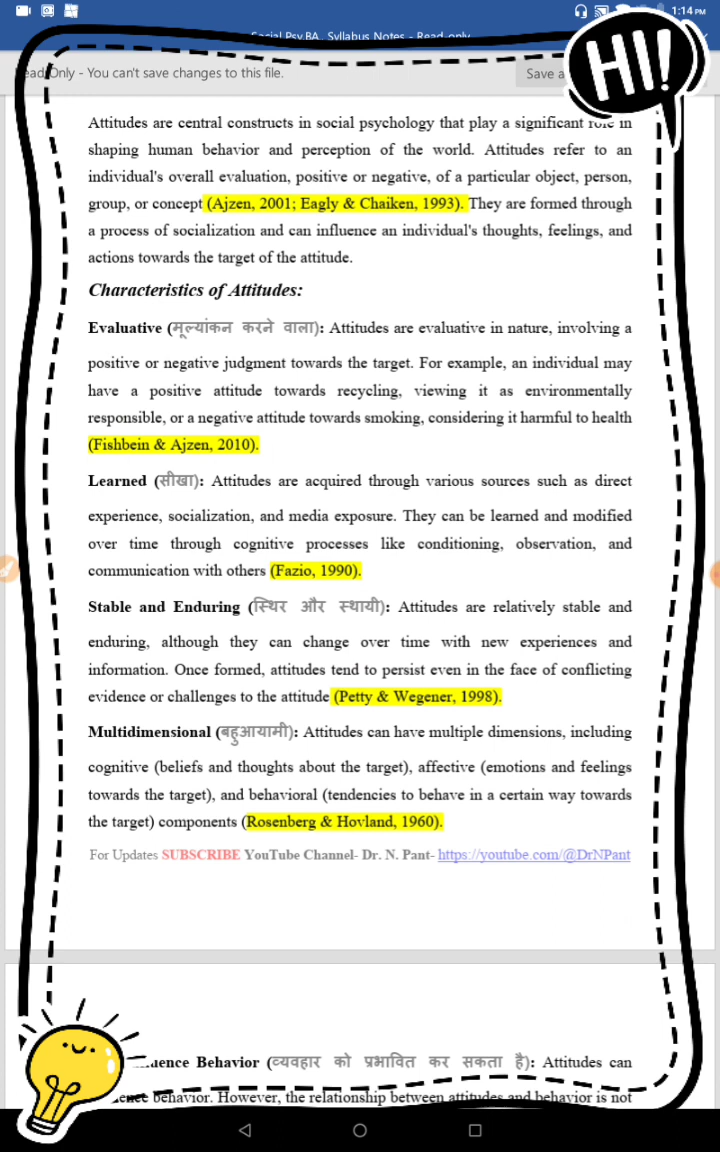 1:14 PM
Social Psy.BA. Syllabus Notes - Read-only
ead Only - You can't save changes to this file.
Save a
HI!
Attitudes are central constructs in social psychology that play a significant role in
shaping human behavior and perception of the world. Attitudes refer to an
individual's overall evaluation, positive or negative, of a particular object, person,
group, or concept (Ajzen, 2001; Eagly & Chaiken, 1993). They are formed through
a process of socialization and can influence an individual's thoughts, feelings, and
actions towards the target of the attitude.
Characteristics of Attitudes:
Evaluative (मूल्यांकन करने वाला): Attitudes are evaluative in nature, involving a
positive or negative judgment towards the target. For example, an individual may
have a positive attitude towards recycling, viewing it as environmentally
responsible, or a negative attitude towards smoking, considering it harmful to health
(Fishbein & Ajzen, 2010).
Learned (सीखा): Attitudes are acquired through various sources such as direct
experience, socialization, and media exposure. They can be learned and modified
over time through cognitive processes like conditioning, observation, and
communication with others (Fazio, 1990).
Stable and Enduring (स्थिर और स्थायी): Attitudes are relatively stable and
enduring, although they can change over time with new experiences and
information. Once formed, attitudes tend to persist even in the face of conflicting
evidence or challenges to the attitude (Petty & Wegener, 1998).
Multidimensional (बहुआयामी): Attitudes can have multiple dimensions, including
cognitive (beliefs and thoughts about the target), affective (emotions and feelings
towards the target), and behavioral (tendencies to behave in a certain way towards
the target) components (Rosenberg & Hovland, 1960).
For Updates SUBSCRIBE YouTube Channel- Dr. N. Pant- https://youtube.com/@DrNPant
uence Behavior (व्यवहार को प्रभावित कर सकता है): Attitudes can
behavior. However, the relationship between attitudes and behavior is not